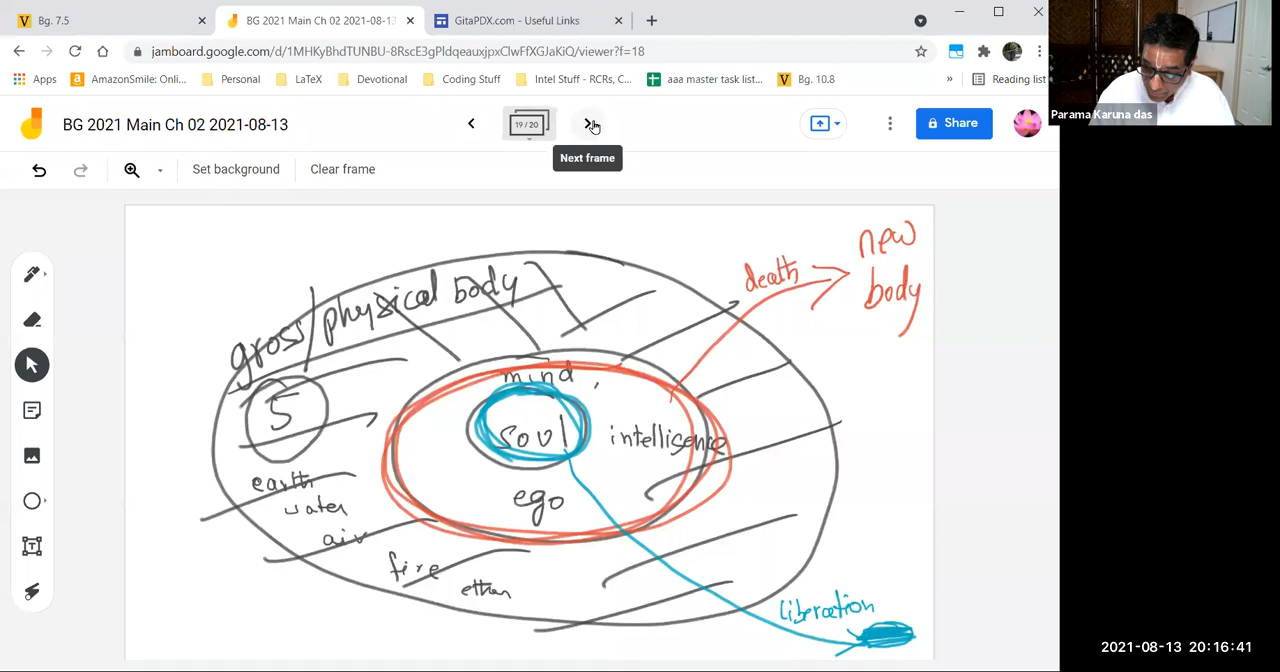 Bg. 7.5
BG 2021 Main Ch 02 2021-08-13
GitaPDX.com - Useful Links
jamboard.google.com/d/1MHKyBhdTUNBU-8RscE3gPldqeauxjpxClwFfXGJaKiQ/viewer?f=18
Apps
AmazonSmile: Onli...
Personal
LaTeX
Devotional
Coding Stuff
Intel Stuff - RCRs, C...
aaa master task list...
Bg. 10.8
»
Reading list
Parama Karuna das
BG 2021 Main Ch 02 2021-08-13
19 / 20
Share
Next frame
Set background
Clear frame
new
body
death
gross/physical body
mind,
5
soul
intelligence
earth
ego
water
air
fire
ether
liberation
2021-08-13 20:16:41